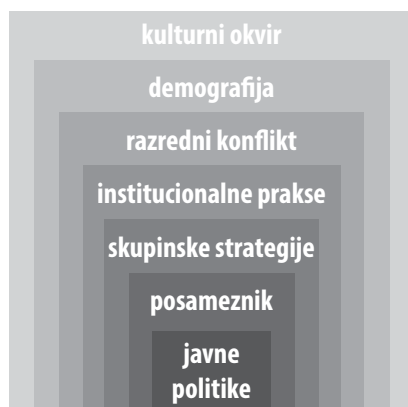 kulturni okvir
demografija
razredni konflikt
institucionalne prakse
skupinske strategije
posameznik
javne
politike